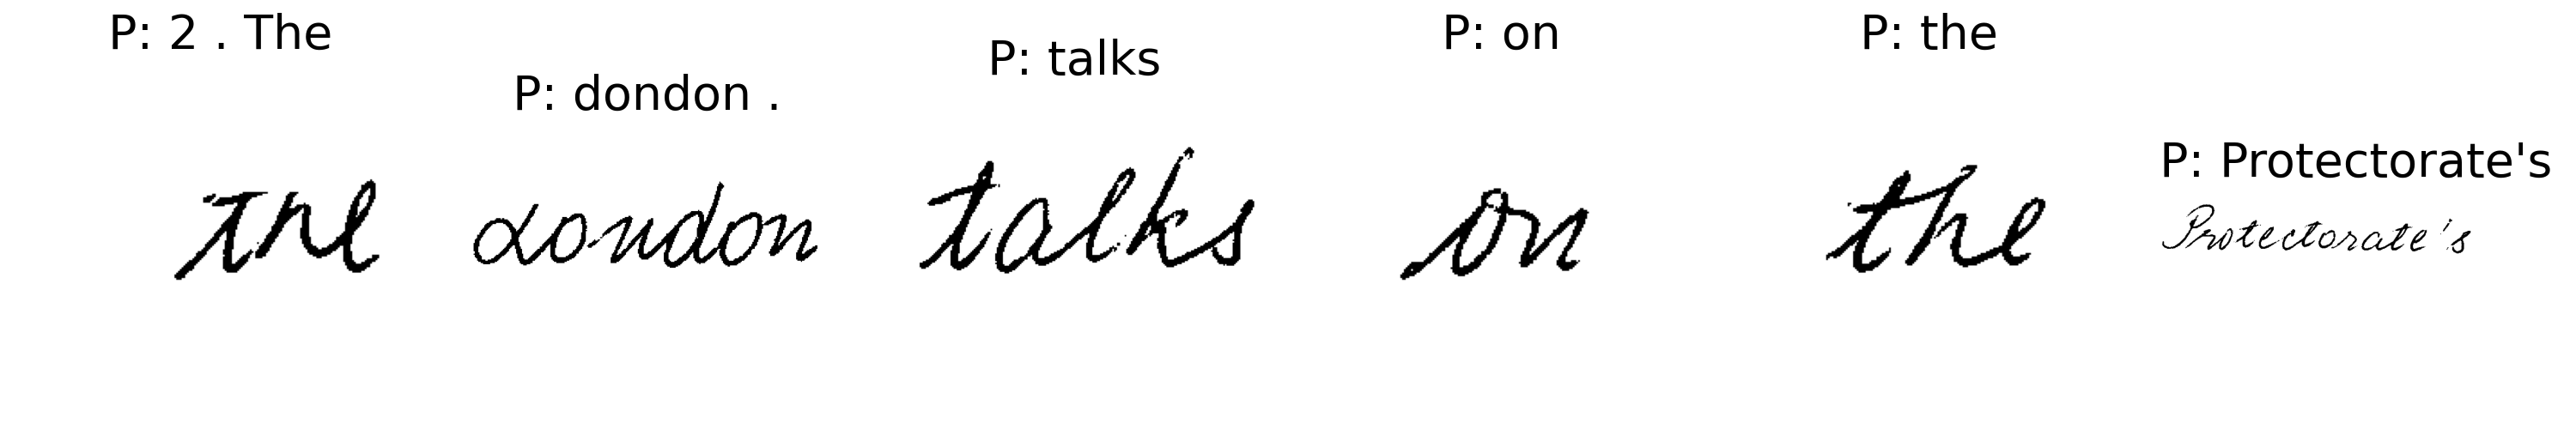 P: 2 . The P: dondon . P: talks P: on P: the P: Protectorate's
The London talks on the Protectorate's